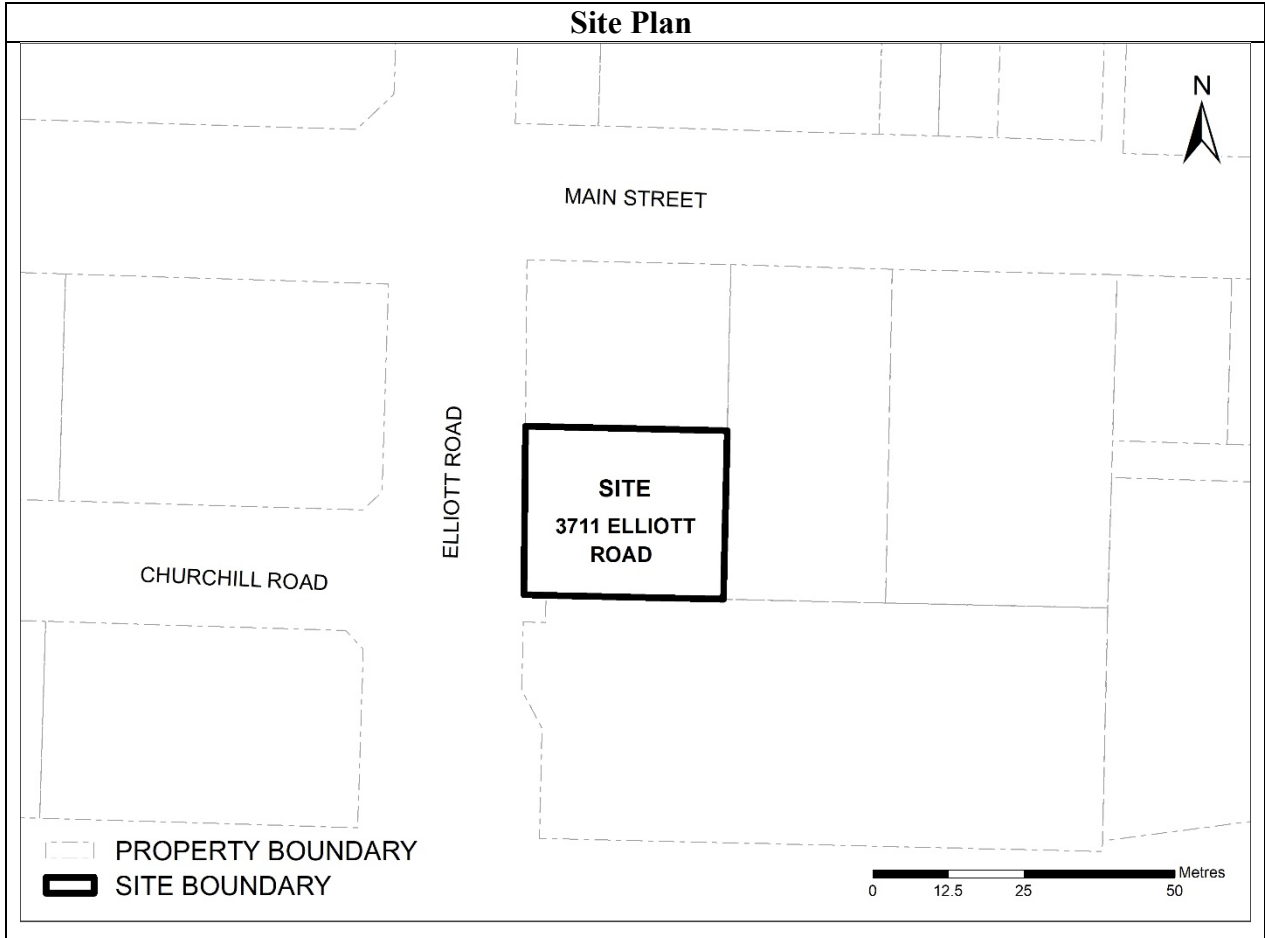 Site Plan
N
MAIN STREET
ELLIOTT ROAD
SITE
3711 ELLIOTT
ROAD
CHURCHILL ROAD
PROPERTY BOUNDARY
SITE BOUNDARY
Metres
0 12.5 25 50